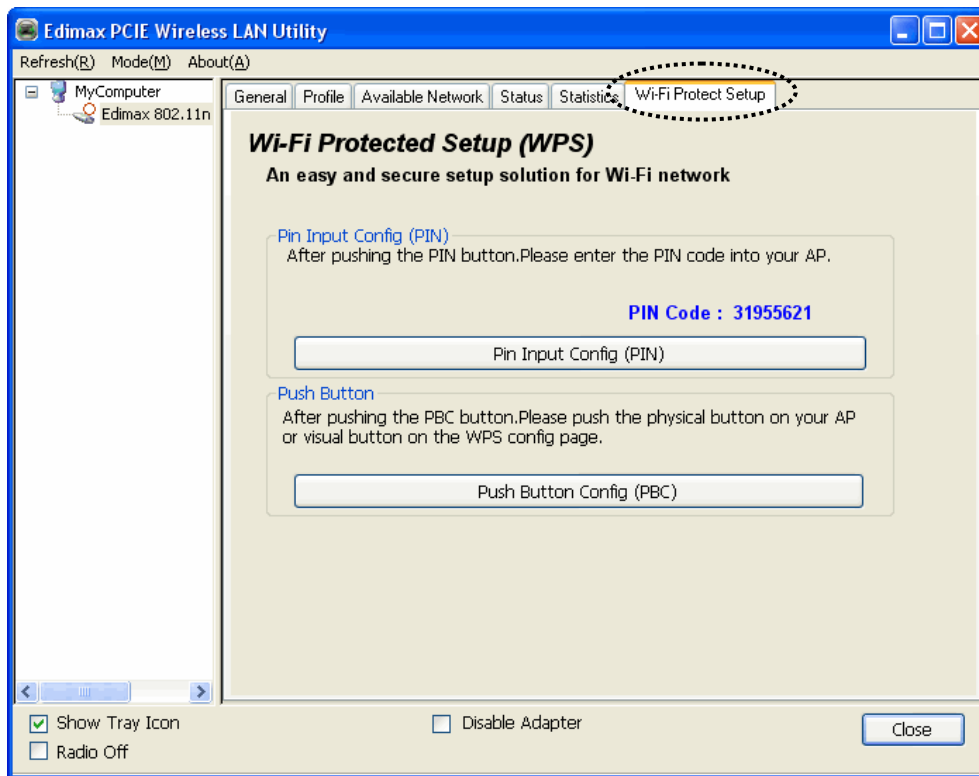 Edimax PCIE Wireless LAN Utility
Refresh(R) Mode(M) About(A)
MyComputer
Edimax 802.11n
General Profile Available Network Status Statistics Wi-Fi Protect Setup
Wi-Fi Protected Setup (WPS)
An easy and secure setup solution for Wi-Fi network
Pin Input Config (PIN)
After pushing the PIN button.Please enter the PIN code into your AP.
PIN Code : 31955621
Pin Input Config (PIN)
Push Button
After pushing the PBC button.Please push the physical button on your AP
or visual button on the WPS config page.
Push Button Config (PBC)
Show Tray Icon
Disable Adapter
Radio Off
Close